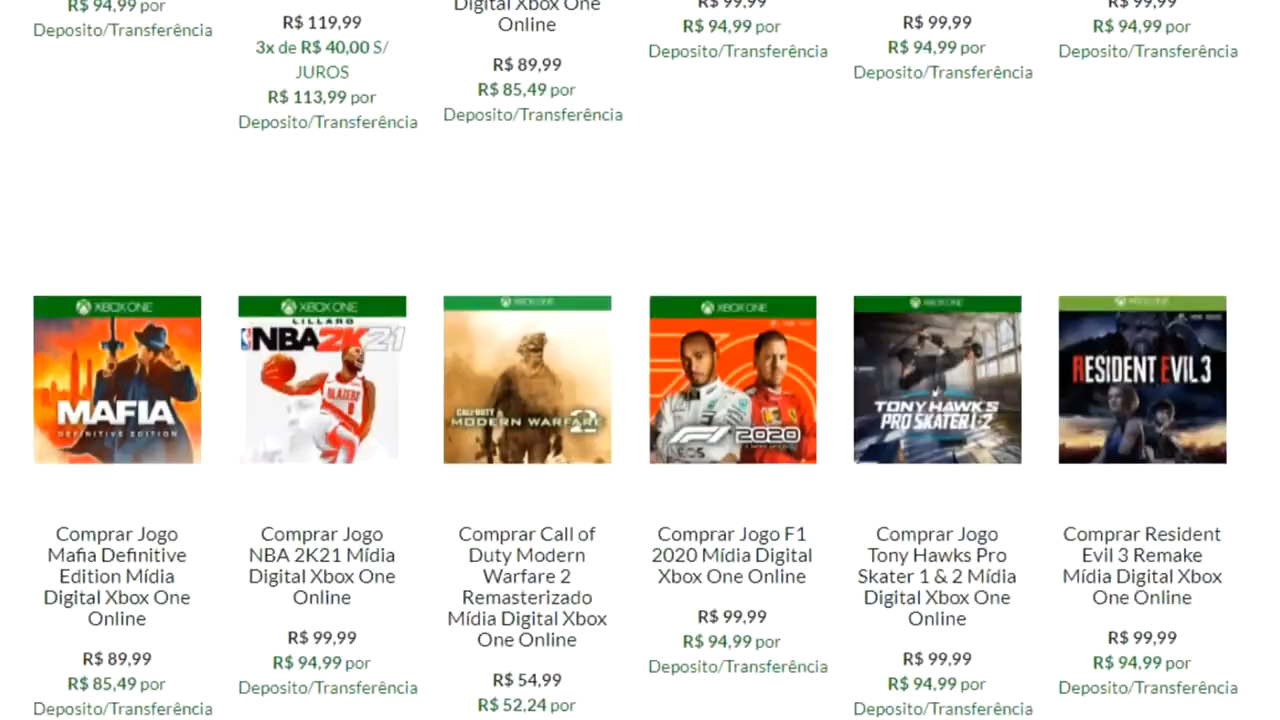 R$ 94,99 por
Deposito/Transferência
R$ 119,99
3x de R$ 40,00 S/
JUROS
R$ 113,99 por
Deposito/Transferência
Digital Xbox One
Online
R$ 89,99
R$ 85,49 por
Deposito/Transferência
R$ 99,99
R$ 94,99 por
Deposito/Transferência
R$ 99,99
R$ 94,99 por
Deposito/Transferência
R$ 99,99
R$ 94,99 por
Deposito/Transferência
XBOX ONE
MAFIA
DEFINITIVE EDITION
XBOX ONE
LILLARD
NBA 2K21
BLAZERS
XBOX ONE
CALL OF DUTY
MODERN WARFARE 2
XBOX ONE
F1 2020
XBOX ONE
TONY HAWK'S
PRO SKATER 1+2
XBOX ONE
RESIDENT EVIL 3
Comprar Jogo
Mafia Definitive
Edition Mídia
Digital Xbox One
Online
R$ 89,99
R$ 85,49 por
Deposito/Transferência
Comprar Jogo
NBA 2K21 Mídia
Digital Xbox One
Online
R$ 99,99
R$ 94,99 por
Deposito/Transferência
Comprar Call of
Duty Modern
Warfare 2
Remasterizado
Mídia Digital Xbox
One Online
R$ 54,99
R$ 52,24 por
Comprar Jogo F1
2020 Mídia Digital
Xbox One Online
R$ 99,99
R$ 94,99 por
Deposito/Transferência
Comprar Jogo
Tony Hawks Pro
Skater 1 & 2 Mídia
Digital Xbox One
Online
R$ 99,99
R$ 94,99 por
Deposito/Transferência
Comprar Resident
Evil 3 Remake
Mídia Digital Xbox
One Online
R$ 99,99
R$ 94,99 por
Deposito/Transferência